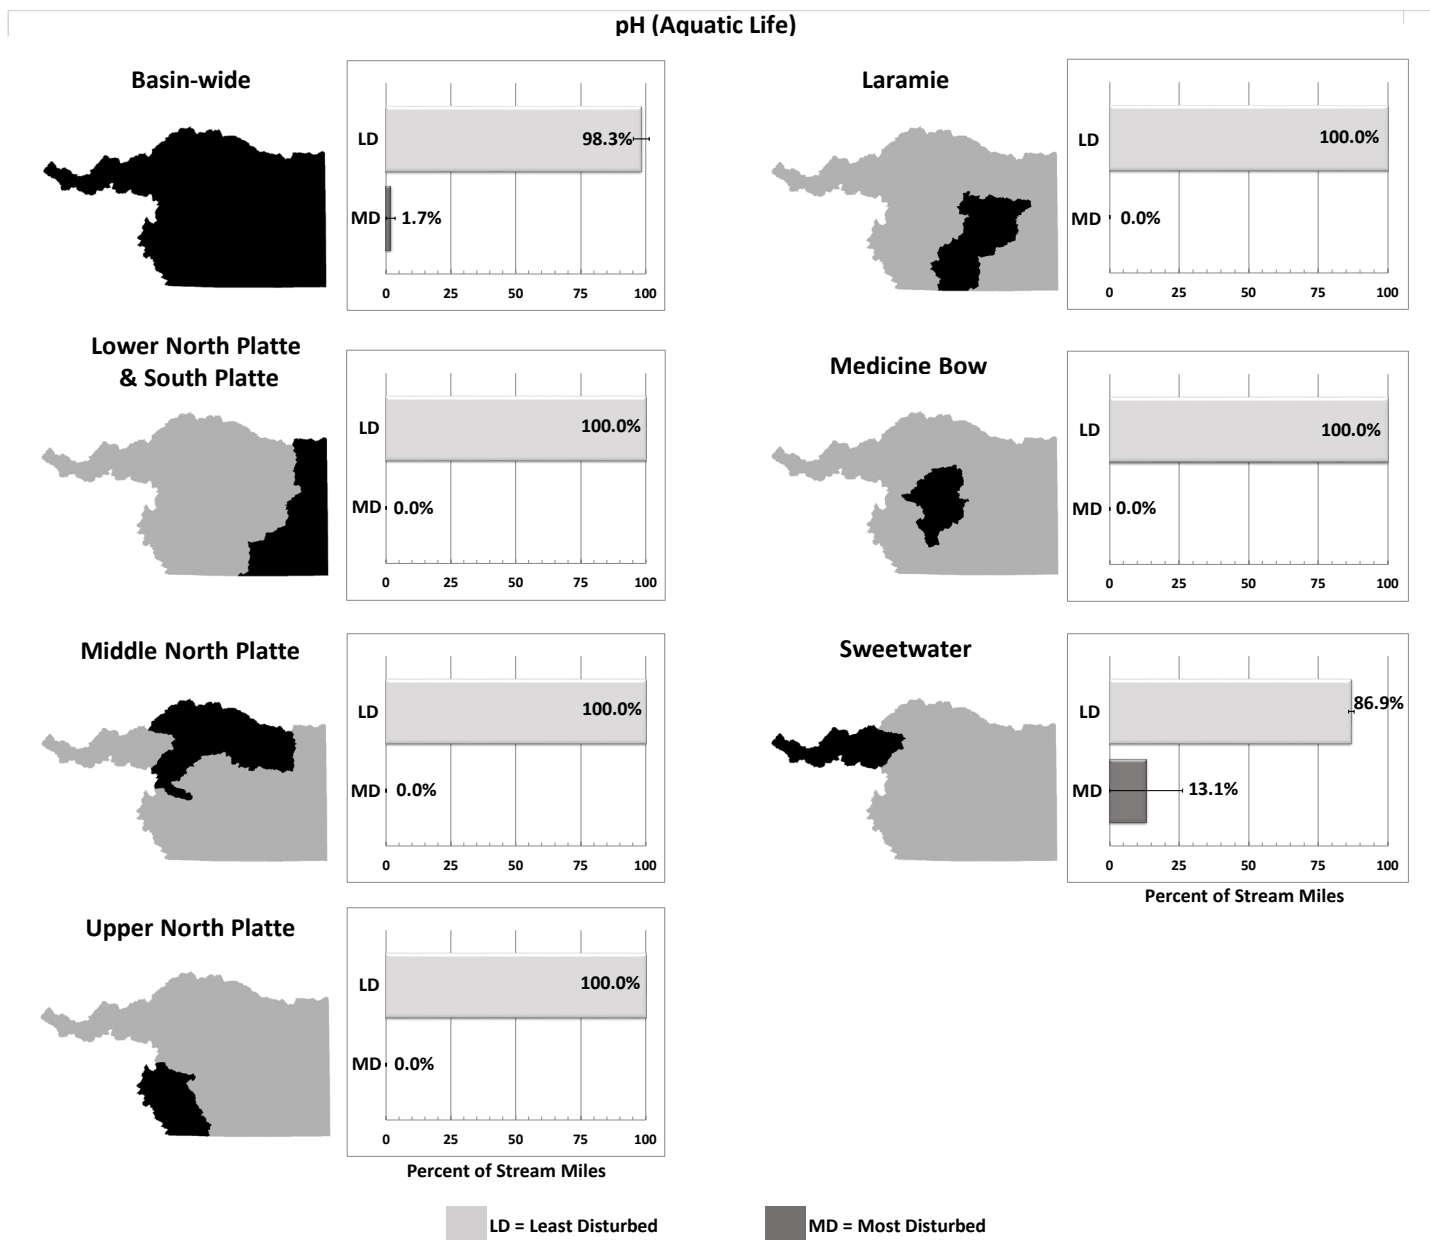 pH (Aquatic Life)
Basin-wide
LD
98.3%
MD
1.7%
0 25 50 75 100
Laramie
LD
100.0%
MD
0.0%
0 25 50 75 100
Lower North Platte
& South Platte
LD
100.0%
MD
0.0%
0 25 50 75 100
Medicine Bow
LD
100.0%
MD
0.0%
0 25 50 75 100
Middle North Platte
LD
100.0%
MD
0.0%
0 25 50 75 100
Sweetwater
LD
86.9%
MD
13.1%
0 25 50 75 100
Percent of Stream Miles
Upper North Platte
LD
100.0%
MD
0.0%
0 25 50 75 100
Percent of Stream Miles
LD = Least Disturbed
MD = Most Disturbed